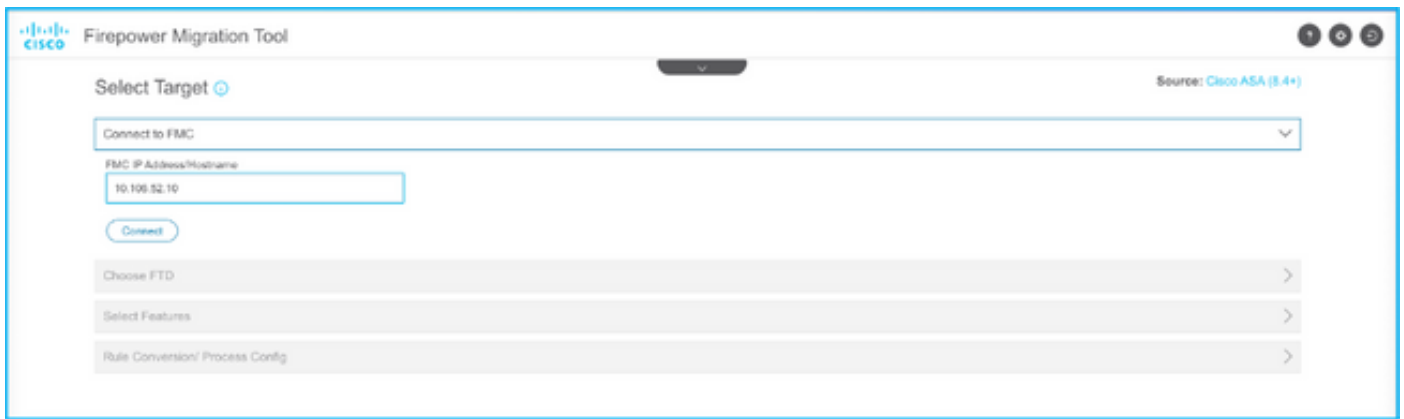 CISCO
Firepower Migration Tool
Select Target
Source: Cisco ASA (8.4+)
Connect to FMC
FMC IP Address/Hostname
10.106.52.10
Connect
Choose FTD
Select Features
Rule Conversion/ Process Config